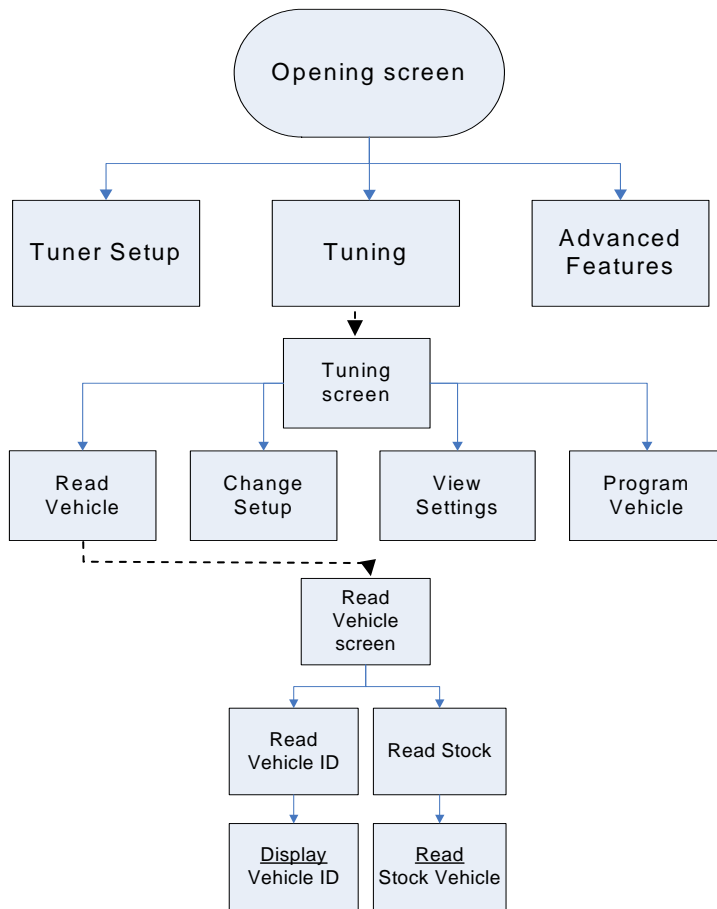 Opening screen
Tuner Setup
Tuning
Advanced
Features
Tuning
screen
Read
Vehicle
Change
Setup
View
Settings
Program
Vehicle
Read
Vehicle
screen
Read
Vehicle ID
Read Stock
Display
Vehicle ID
Read
Stock Vehicle